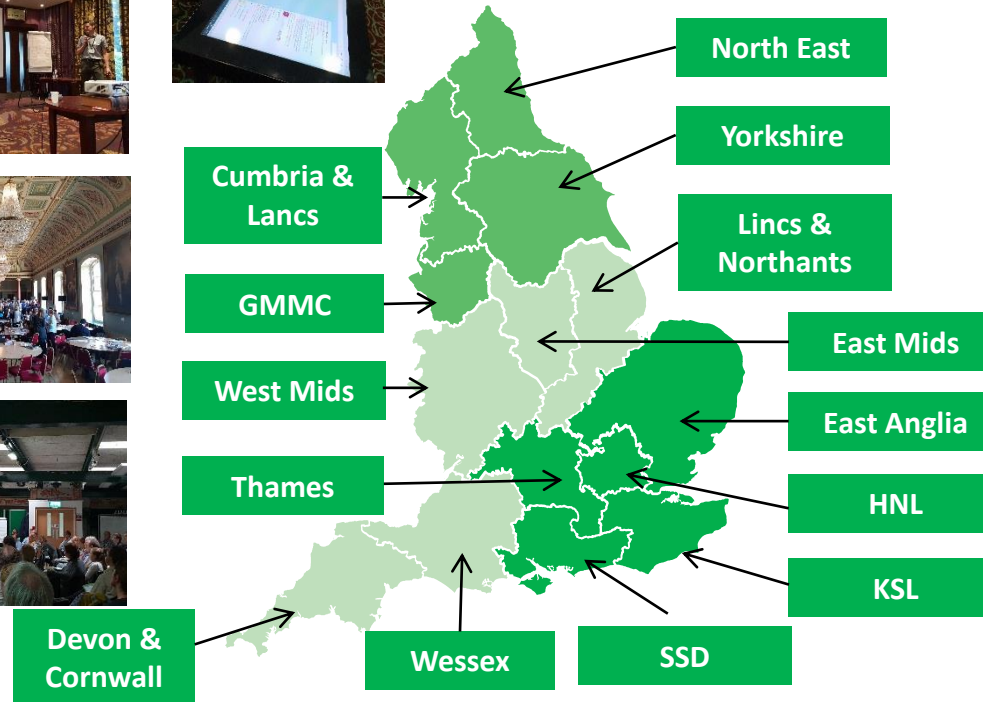 North East
Yorkshire
Cumbria &
Lancs
Lincs &
Northants
GMMC
East Mids
West Mids
East Anglia
Thames
HNL
KSL
Devon &
Cornwall
Wessex
SSD